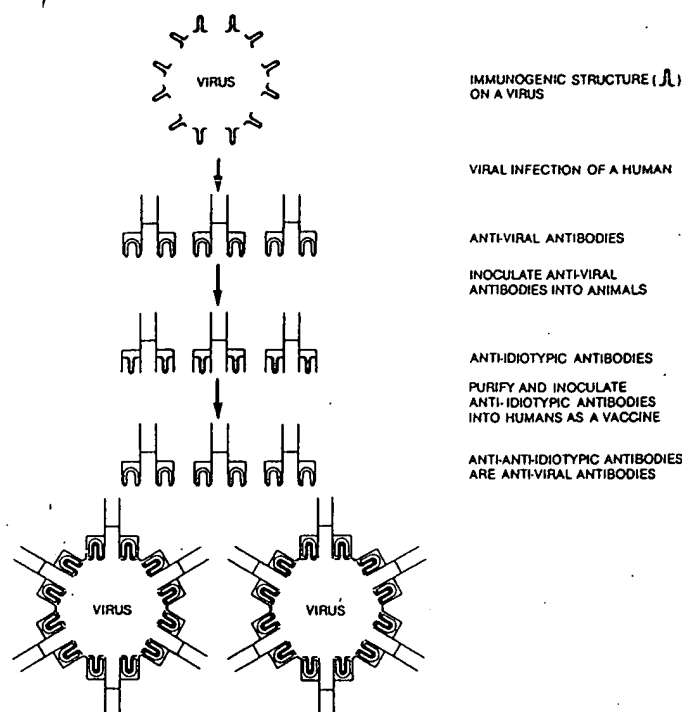 VIRUS
IMMUNOGENIC STRUCTURE ( )
ON A VIRUS
VIRAL INFECTION OF A HUMAN
ANTI-VIRAL ANTIBODIES
INOCULATE ANTI-VIRAL
ANTIBODIES INTO ANIMALS
ANTI-IDIOTYPIC ANTIBODIES
PURIFY AND INOCULATE
ANTI-IDIOTYPIC ANTIBODIES
INTO HUMANS AS A VACCINE
ANTI-ANTI-IDIOTYPIC ANTIBODIES
ARE ANTI-VIRAL ANTIBODIES
VIRUS
VIRUS